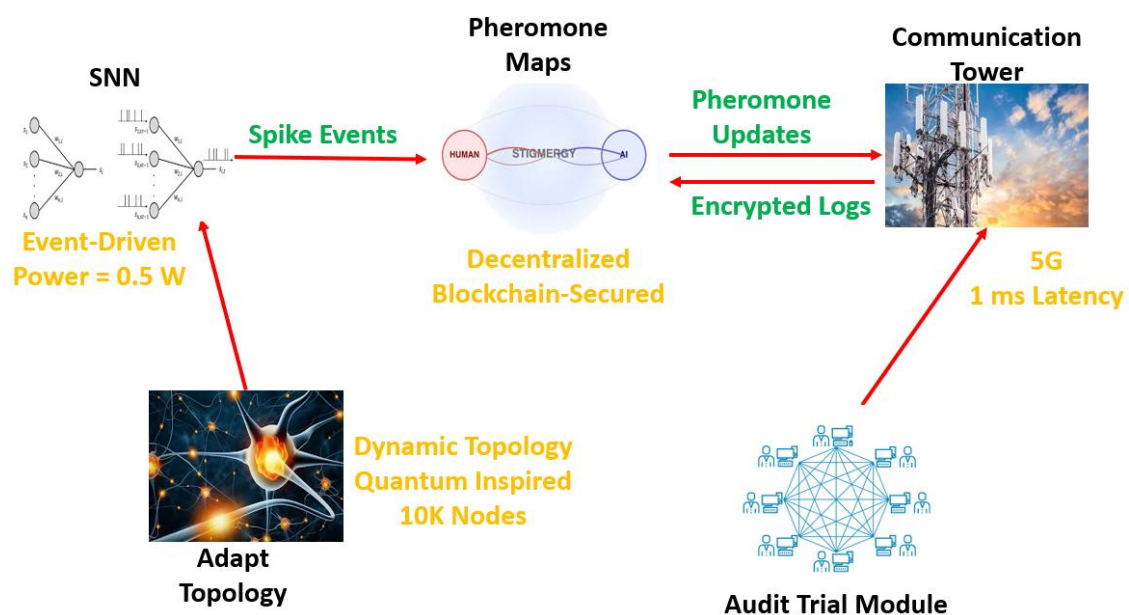 Pheromone
Maps
Communication
Tower
SNN
Spike Events
Pheromone
Updates
HUMAN
STIGMERGY
AI
Encrypted Logs
Event-Driven
Power = 0.5 W
Decentralized
Blockchain-Secured
5G
1 ms Latency
Dynamic Topology
Quantum Inspired
10K Nodes
Adapt
Topology
Audit Trial Module